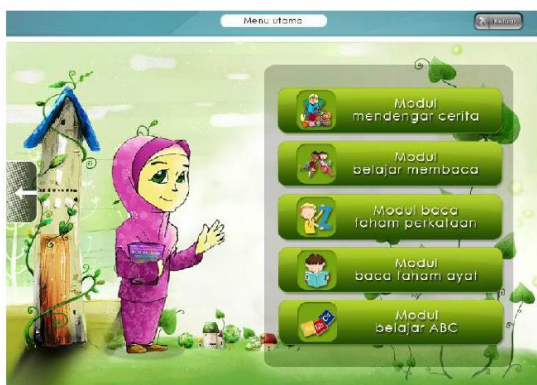 Menu utama
Keluar
Modul
mendengar cerita
Modul
belajar membaca
Modul baca
faham perkataan
Modul
baca faham ayat
Modul
belajar ABC